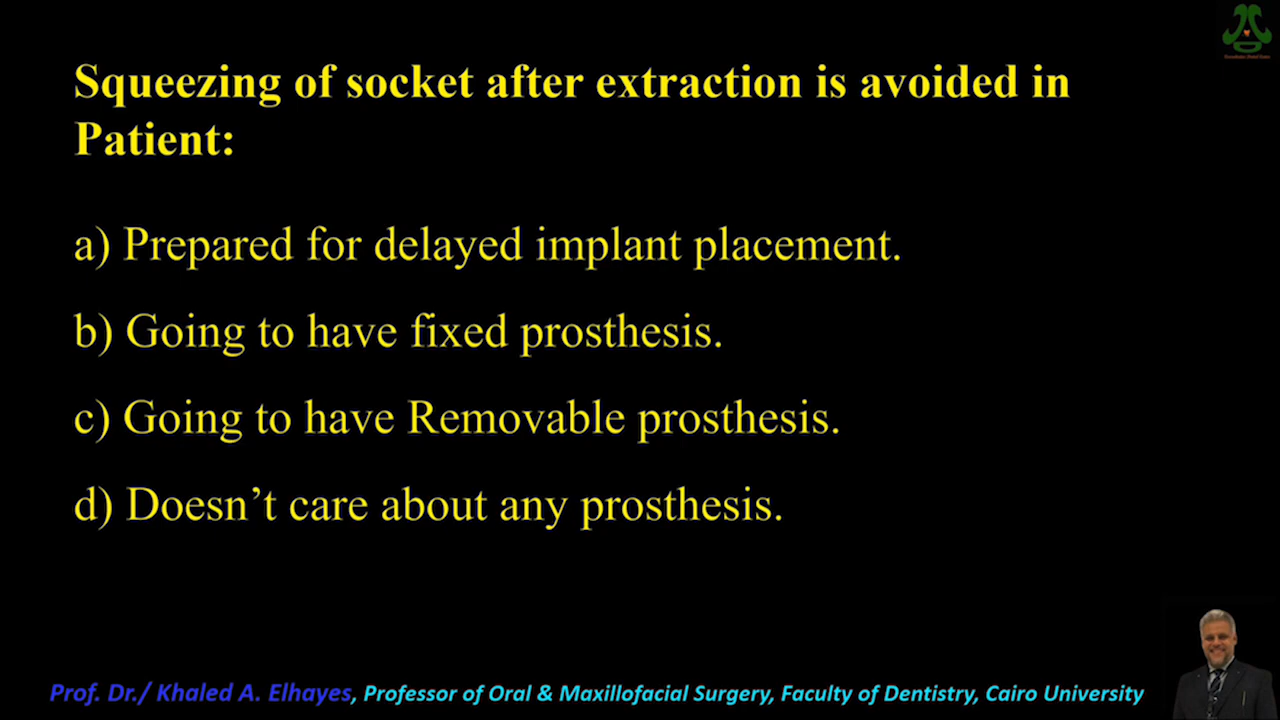 Squeezing of socket after extraction is avoided in
Patient:
a) Prepared for delayed implant placement.
b) Going to have fixed prosthesis.
c) Going to have Removable prosthesis.
d) Doesn’t care about any prosthesis.
Prof. Dr./ Khaled A. Elhayes, Professor of Oral & Maxillofacial Surgery, Faculty of Dentistry, Cairo University